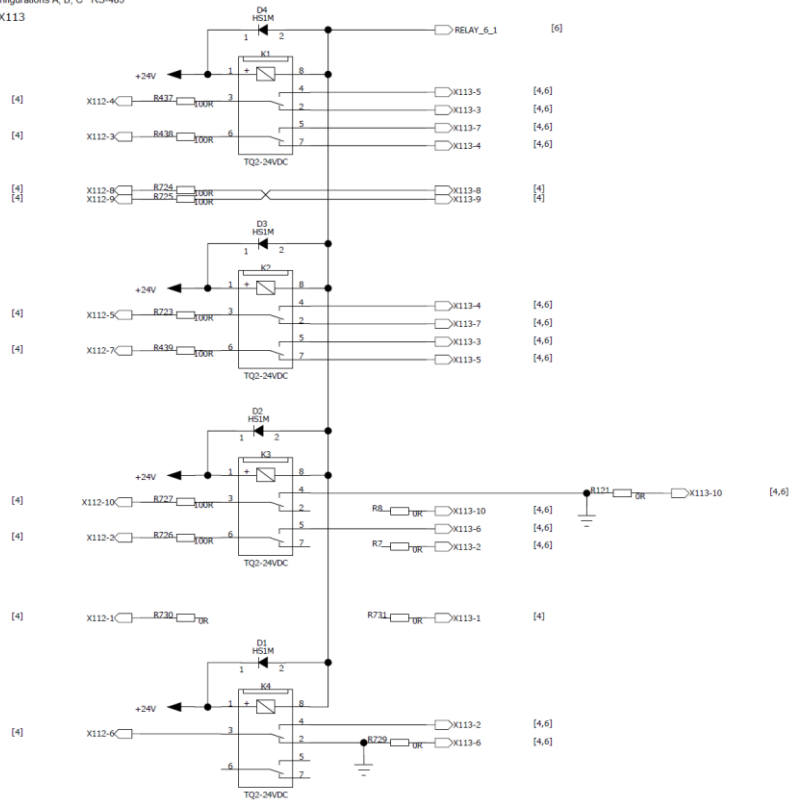 X113
D4
HS1M
1 2
RELAY_6_1 [6]
K1
+24V 1 + 8
4 X113-5 [4,6]
[4] X112-4 R437 100R 3
2 X113-3 [4,6]
5 X113-7 [4,6]
[4] X112-3 R438 100R 6
7 X113-4 [4,6]
TQ2-24VDC
[4] X112-8 R724 100R X113-8 [4]
[4] X112-9 R725 100R X113-9 [4]
D3
HS1M
1 2
K2
+24V 1 + 8
4 X113-4 [4,6]
[4] X112-5 R723 100R 3
2 X113-7 [4,6]
5 X113-3 [4,6]
[4] X112-7 R439 100R 6
7 X113-5 [4,6]
TQ2-24VDC
D2
HS1M
1 2
K3
+24V 1 + 8
4 R121 0R X113-10 [4,6]
[4] X112-10 R727 100R 3
2 R8 0R X113-10 [4,6]
5 X113-6 [4,6]
[4] X112-2 R726 100R 6
7 R7 0R X113-2 [4,6]
TQ2-24VDC
[4] X112-1 R730 0R R731 0R X113-1 [4]
D1
HS1M
1 2
K4
+24V 1 + 8
4 X113-2 [4,6]
[4] X112-6 3
2 R729 0R X113-6 [4,6]
5
6
7
TQ2-24VDC